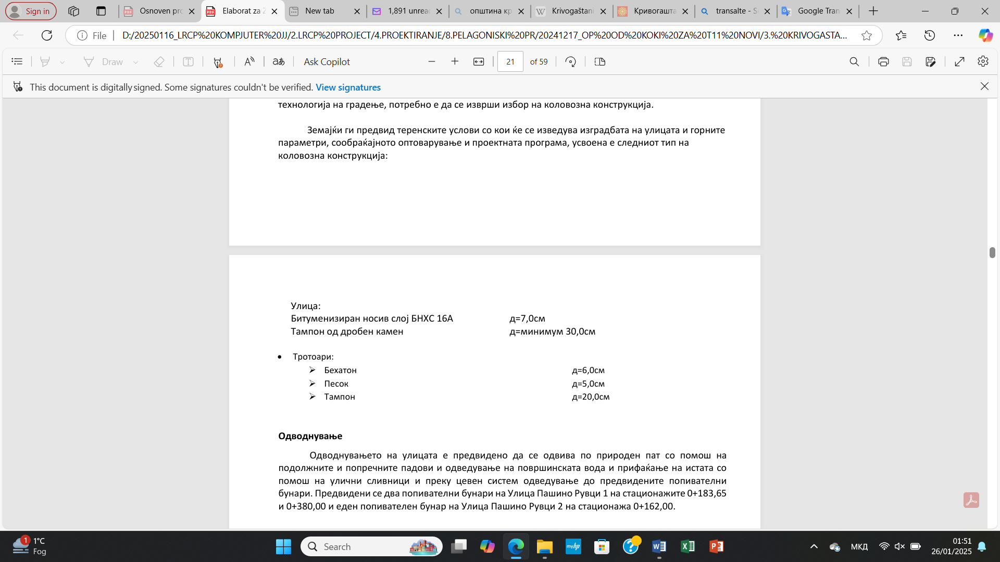 Sign in
Osnoven pro
Elaborat za Z
New tab
1,891 unread
општина кр
Krivogaštani
Кривогашта
transalte - Se
Google Tran
File
D:/20250116_LRCP%20KOMPJUTER%20JJ/2.LRCP%20PROJECT/4.PROEKTIRANJE/8.PELAGONISKI%20PR/20241217_OP%20OD%20KOKI%20ZA%20T11%20NOVI/3.%20KRIVOGASTA...
Draw
Ask Copilot
21 of 59
This document is digitally signed. Some signatures couldn't be verified. View signatures
технологија на градење, потребно е да се изврши избор на коловозна конструкција.
Земајќи ги предвид теренските услови со кои ќе се изведува изградбата на улицата и горните
параметри, сообраќајното оптоварување и проектната програма, усвоена е следниот тип на
коловозна конструкција:
Улица:
Битуменизиран носив слој БНХС 16А д=7,0см
Тампон од дробен камен д=минимум 30,0см
• Тротоари:
➢ Бехатон д=6,0см
➢ Песок д=5,0см
➢ Тампон д=20,0см
Одводнување
Одводнувањето на улицата е предвидено да се одвива по природен пат со помош на
подолжните и попречните падови и одведување на површинската вода и прифаќање на истата со
помош на улични сливници и преку цевен систем одведување до предвидените попивателни
бунари. Предвидени се два попивателни бунари на Улица Пашино Рувци 1 на стационажите 0+183,65
и 0+380,00 и еден попивателен бунар на Улица Пашино Рувци 2 на стационажа 0+162,00.
1
1°C
Fog
Search
myhp
МКД
01:51
26/01/2025